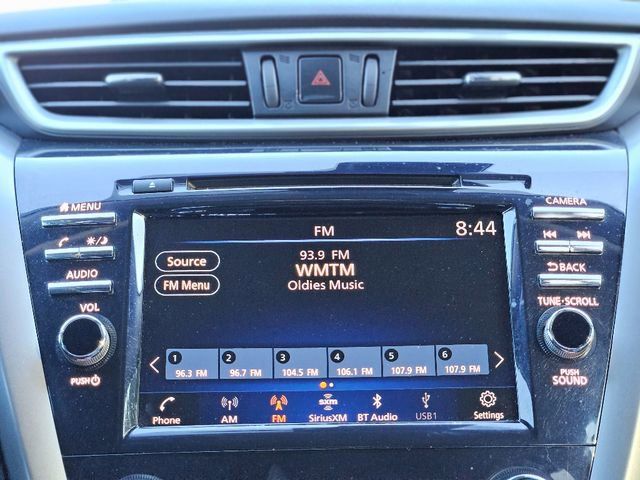 MENU
CAMERA
FM
8:44
93.9 FM
WMTM
Oldies Music
Source
FM Menu
AUDIO
BACK
VOL
TUNE·SCROLL
1 2 3 4 5 6
96.3 FM 96.7 FM 104.5 FM 106.1 FM 107.9 FM 107.9 FM
PUSH
PUSH
SOUND
sxm
Phone AM FM SiriusXM BT Audio USB1 Settings